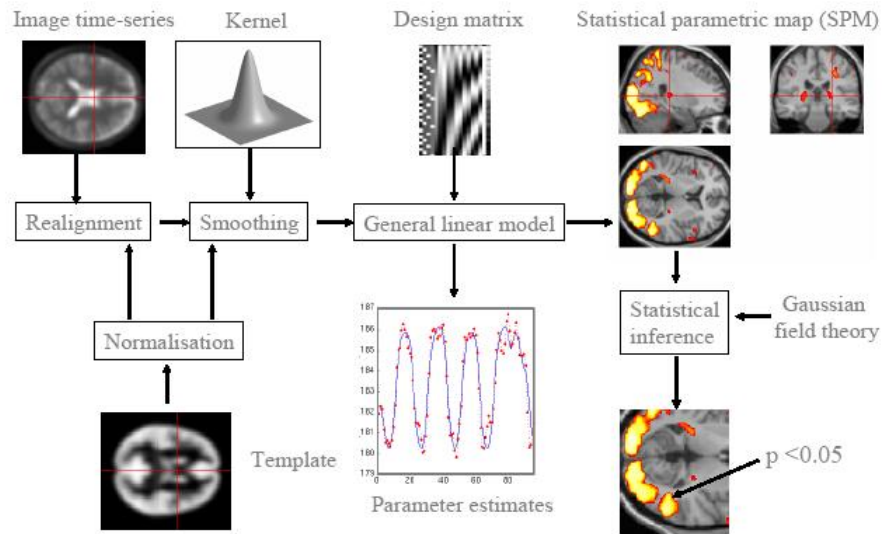 Image time-series
Kernel
Design matrix
Statistical parametric map (SPM)
Realignment
Smoothing
General linear model
Normalisation
Statistical
inference
Gaussian
field theory
187
186
185
184
183
182
181
180
179
0 20 40 60 80
Template
Parameter estimates
p <0.05